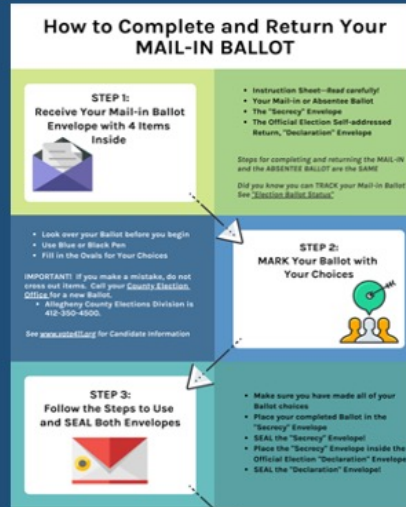 How to Complete and Return Your
MAIL-IN BALLOT
STEP 1:
Receive Your Mail-in Ballot
Envelope with 4 Items
Inside
Instruction Sheet--Read carefully!
Your Mail-in or Absentee Ballot
The "Secrecy" Envelope
The Official Election Self-addressed
Return, "Declaration" Envelope
Steps for completing and returning the MAIL-IN
and the ABSENTEE BALLOT are the SAME
Did you know you can TRACK your Mail-in Ballot
See "Election Ballot Status"
Look over your Ballot before you begin
Use Blue or Black Pen
Fill in the Ovals for Your Choices
IMPORTANT! If you make a mistake, do not
cross out items. Call your County Election
Office for a new Ballot.
Allegheny County Elections Division is
412-350-4500.
See www.vote411.org for Candidate Information
STEP 2:
MARK Your Ballot with
Your Choices
STEP 3:
Follow the Steps to Use
and SEAL Both Envelopes
Make sure you have made all of your
Ballot choices
Place your completed Ballot in the
"Secrecy" Envelope
SEAL the "Secrecy" Envelope!
Place the "Secrecy" Envelope inside the
Official Election "Declaration" Envelope
SEAL the "Declaration" Envelope!